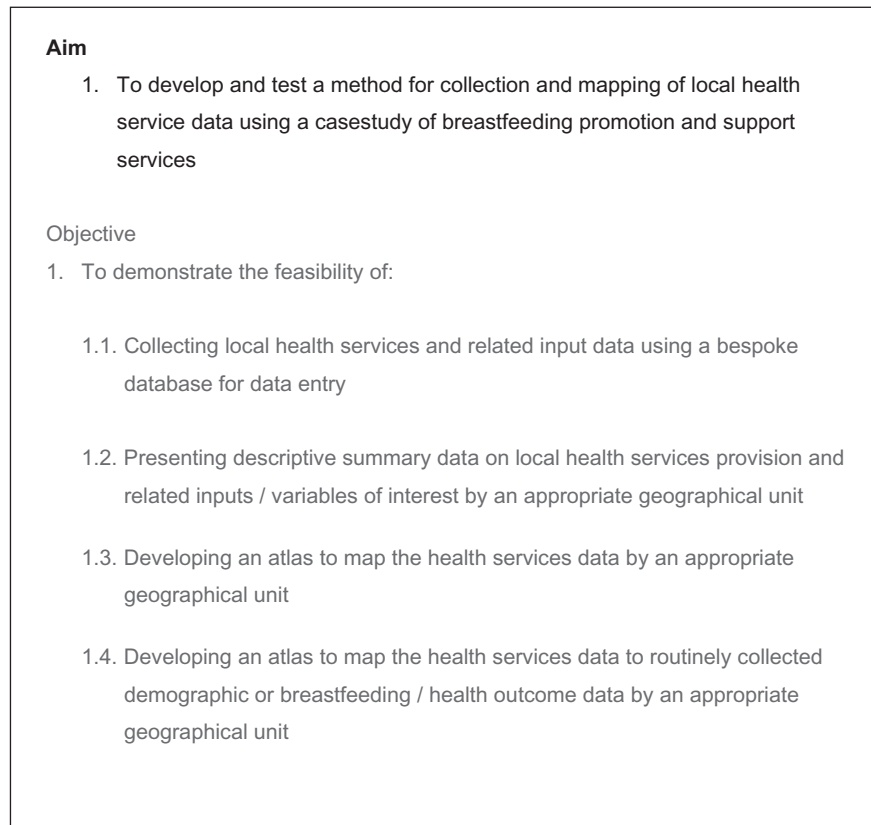 Aim
1. To develop and test a method for collection and mapping of local health
service data using a casestudy of breastfeeding promotion and support
services
Objective
1. To demonstrate the feasibility of:
1.1. Collecting local health services and related input data using a bespoke
database for data entry
1.2. Presenting descriptive summary data on local health services provision and
related inputs / variables of interest by an appropriate geographical unit
1.3. Developing an atlas to map the health services data by an appropriate
geographical unit
1.4. Developing an atlas to map the health services data to routinely collected
demographic or breastfeeding / health outcome data by an appropriate
geographical unit